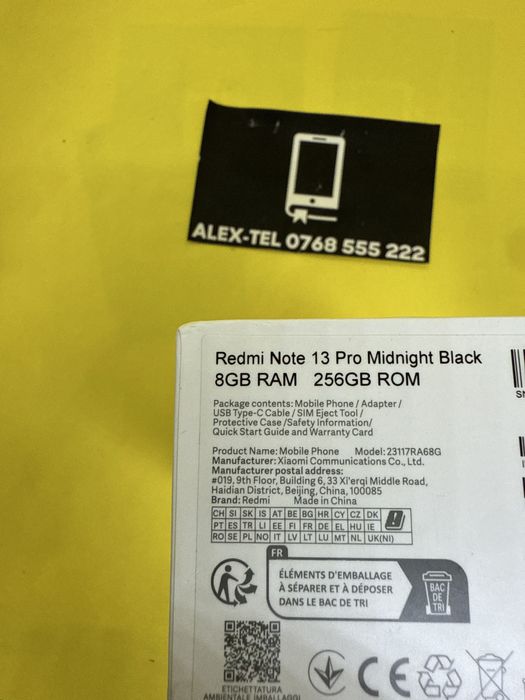 ALEX-TEL 0768 555 222
Redmi Note 13 Pro Midnight Black
8GB RAM 256GB ROM
Package contents: Mobile Phone / Adapter /
USB Type-C Cable / SIM Eject Tool /
Protective Case /Safety Information/
Quick Start Guide and Warranty Card
Product Name: Mobile Phone Model: 23117RA68G
Manufacturer: Xiaomi Communications Co., Ltd.
Manufacturer postal address:
#019, 9th Floor, Building 6, 33 Xi'erqi Middle Road,
Haidian District, Beijing, China, 100085
Brand: Redmi Made in China
CH SI SK IS AT BE BG HR CY CZ DK
PT ES TR LI EE FI FR DE EL HU IE
RO SE PL NO IT LV LT LU MT NL UK(NI)
FR
ÉLÉMENTS D'EMBALLAGE
À SÉPARER ET À DÉPOSER
DANS LE BAC DE TRI
BAC
DE
TRI
ETICHETTATURA
AMBIENTALE IMBALLAGGI
CE